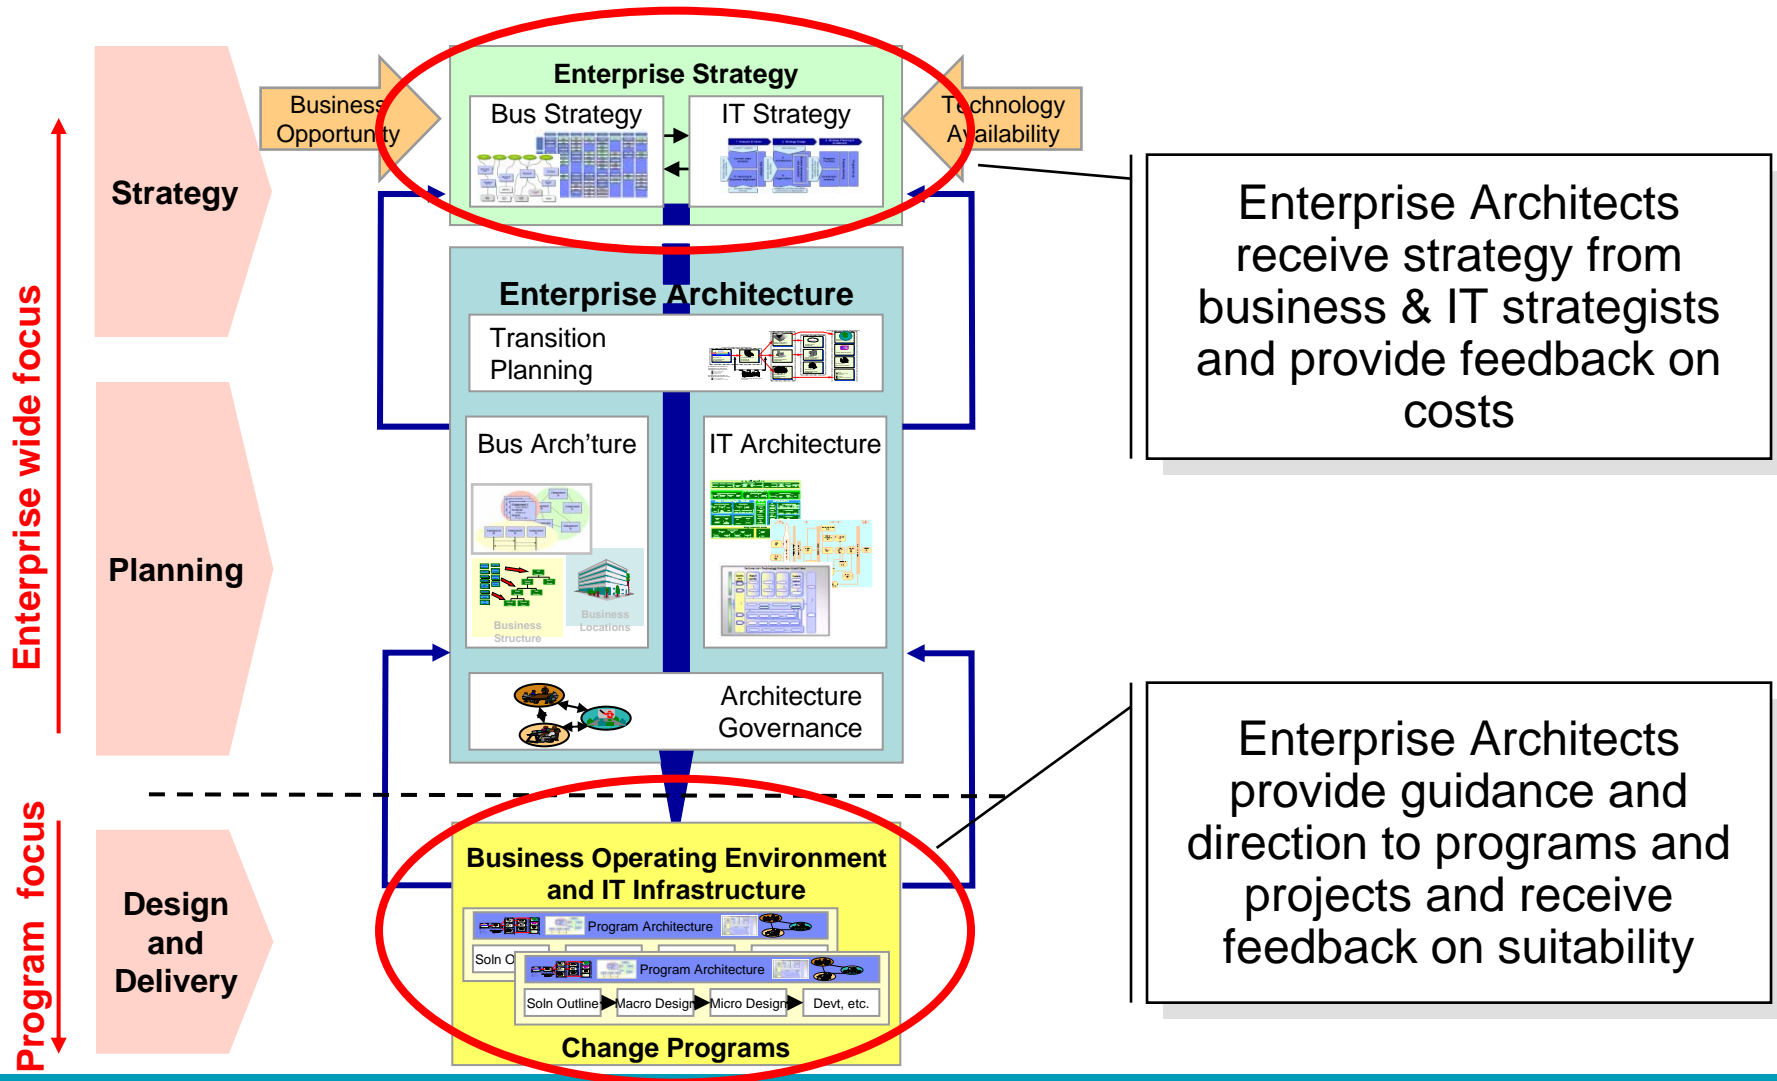 Enterprise wide focus
Program focus
Strategy
Planning
Design
and
Delivery
Business
Opportunity
Technology
Availability
Enterprise Strategy
Bus Strategy
IT Strategy
Enterprise Architecture
Transition
Planning
Bus Arch’ture
IT Architecture
Business
Structure
Business
Locations
Architecture
Governance
Business Operating Environment
and IT Infrastructure
Program Architecture
Soln O
Program Architecture
Soln Outline
Macro Design
Micro Design
Devt, etc.
Change Programs
Enterprise Architects
receive strategy from
business & IT strategists
and provide feedback on
costs
Enterprise Architects
provide guidance and
direction to programs and
projects and receive
feedback on suitability